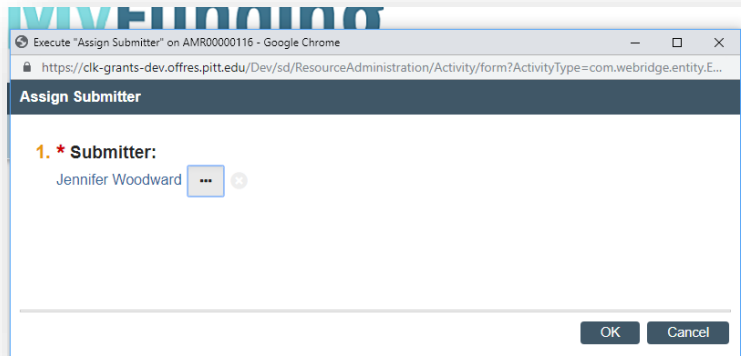 MyFunding
Execute "Assign Submitter" on AMR00000116 - Google Chrome
https://clk-grants-dev.offres.pitt.edu/Dev/sd/ResourceAdministration/Activity/form?ActivityType=com.webridge.entity.E...
Assign Submitter
1. * Submitter:
Jennifer Woodward ...
OK Cancel